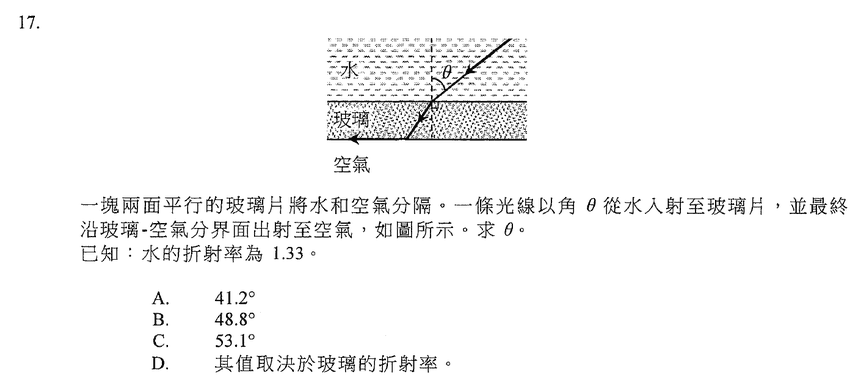 17.
水
θ
玻璃
空氣
一塊兩面平行的玻璃片將水和空氣分隔。一條光線以角 θ 從水入射至玻璃片，並最終
沿玻璃-空氣分界面出射至空氣，如圖所示。求 θ。
已知：水的折射率為 1.33。
A. 41.2°
B. 48.8°
C. 53.1°
D. 其值取決於玻璃的折射率。